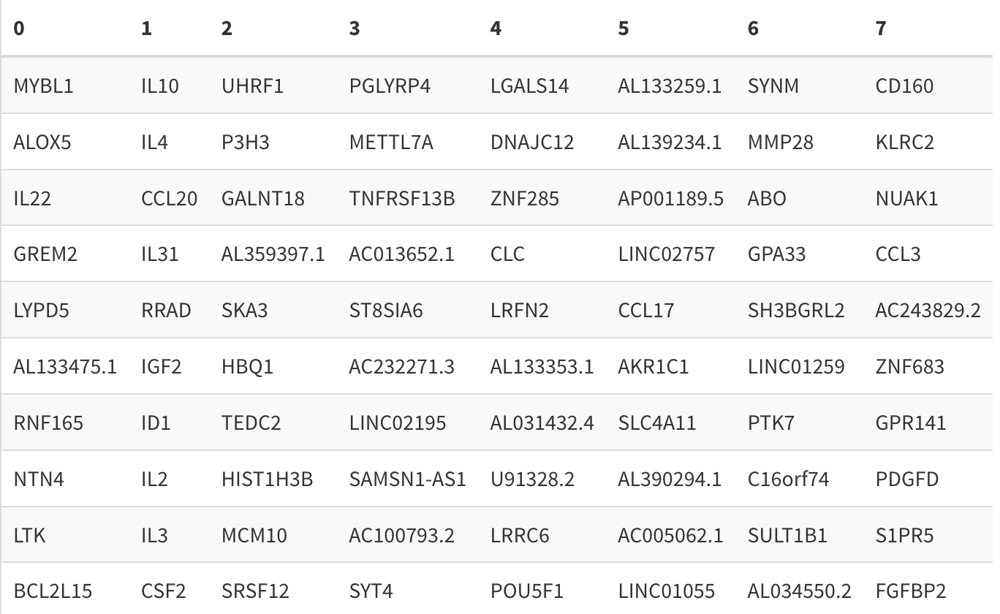 0 1 2 3 4 5 6 7
MYBL1 IL10 UHRF1 PGLYRP4 LGALS14 AL133259.1 SYNM CD160
ALOX5 IL4 P3H3 METTL7A DNAJC12 AL139234.1 MMP28 KLRC2
IL22 CCL20 GALNT18 TNFRSF13B ZNF285 AP001189.5 ABO NUAK1
GREM2 IL31 AL359397.1 AC013652.1 CLC LINC02757 GPA33 CCL3
LYPD5 RRAD SKA3 ST8SIA6 LRFN2 CCL17 SH3BGRL2 AC243829.2
AL133475.1 IGF2 HBQ1 AC232271.3 AL133353.1 AKR1C1 LINC01259 ZNF683
RNF165 ID1 TEDC2 LINC02195 AL031432.4 SLC4A11 PTK7 GPR141
NTN4 IL2 HIST1H3B SAMSN1-AS1 U91328.2 AL390294.1 C16orf74 PDGFD
LTK IL3 MCM10 AC100793.2 LRRC6 AC005062.1 SULT1B1 S1PR5
BCL2L15 CSF2 SRSF12 SYT4 POU5F1 LINC01055 AL034550.2 FGFBP2